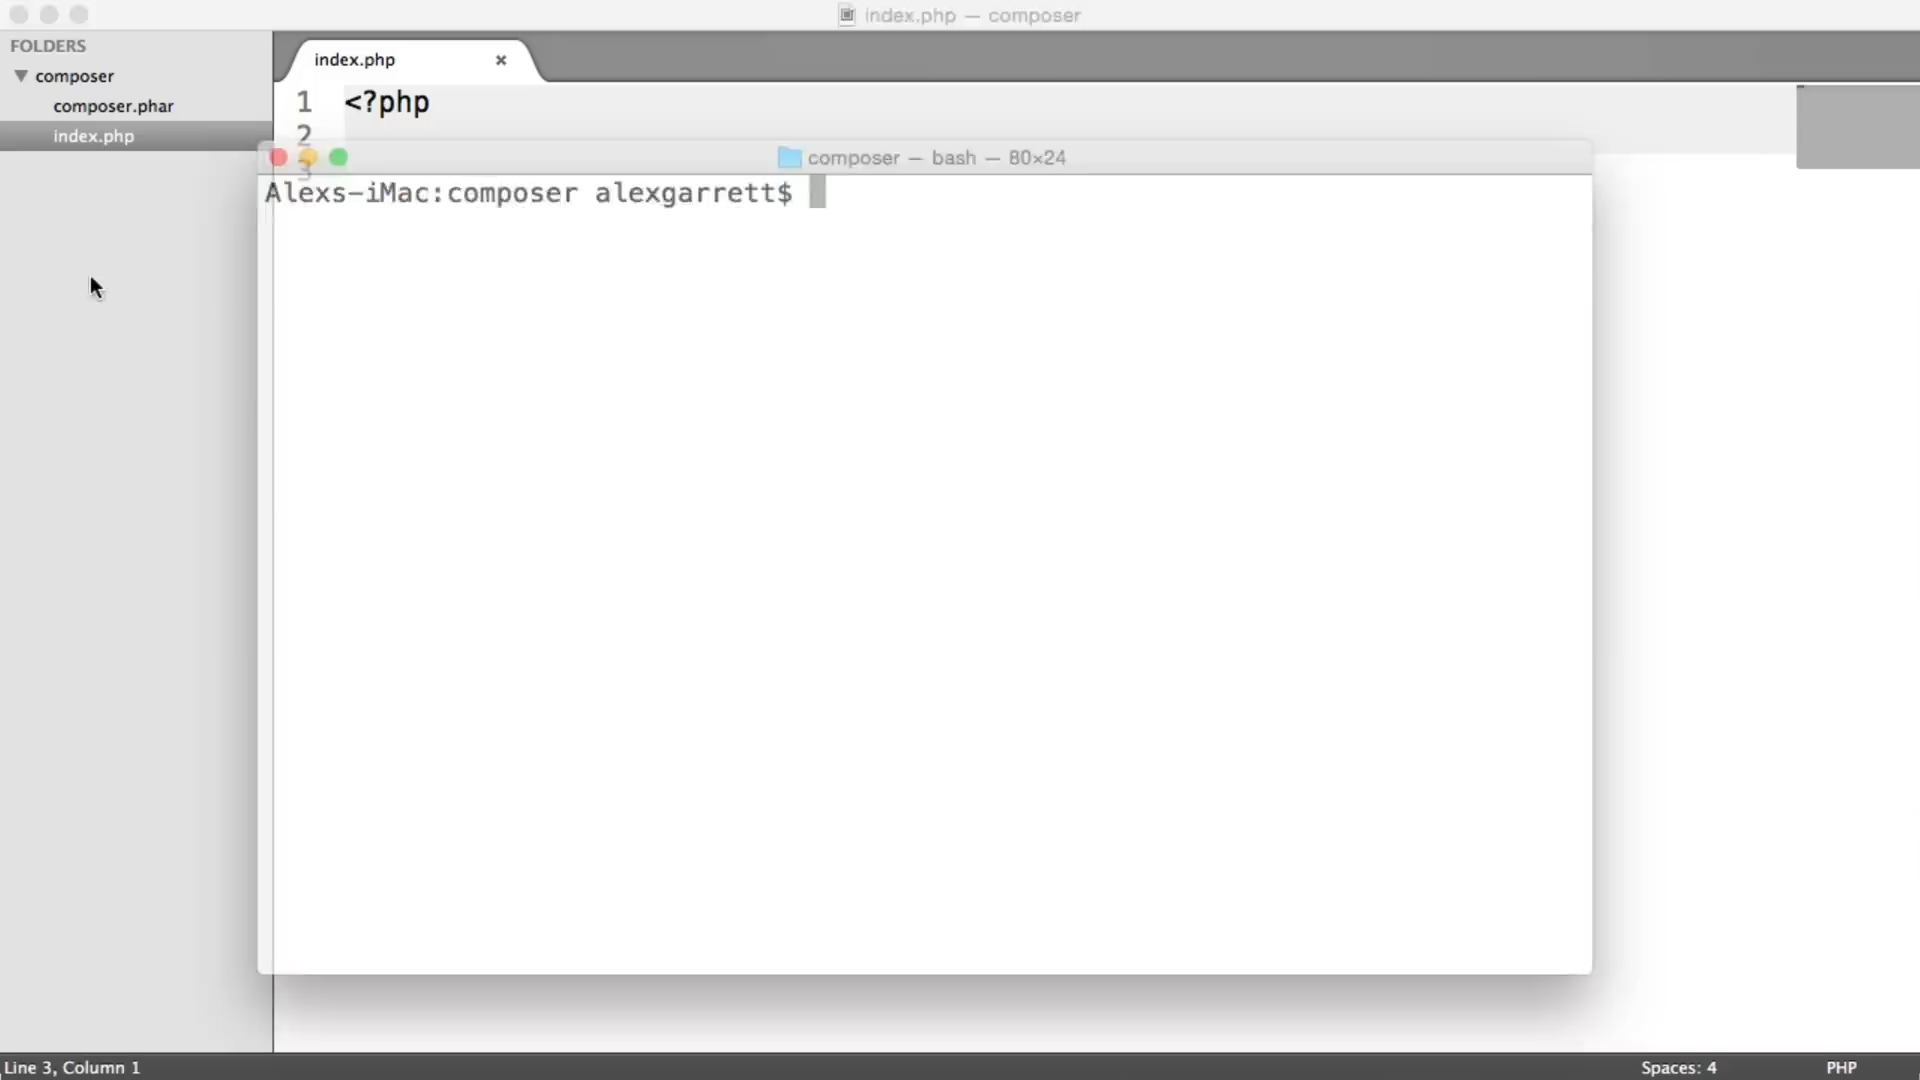 index.php — composer
FOLDERS
composer
composer.phar
index.php
index.php
1 <?php
2
3
composer — bash — 80×24
Alexs-iMac:composer alexgarrett$
Line 3, Column 1
Spaces: 4
PHP